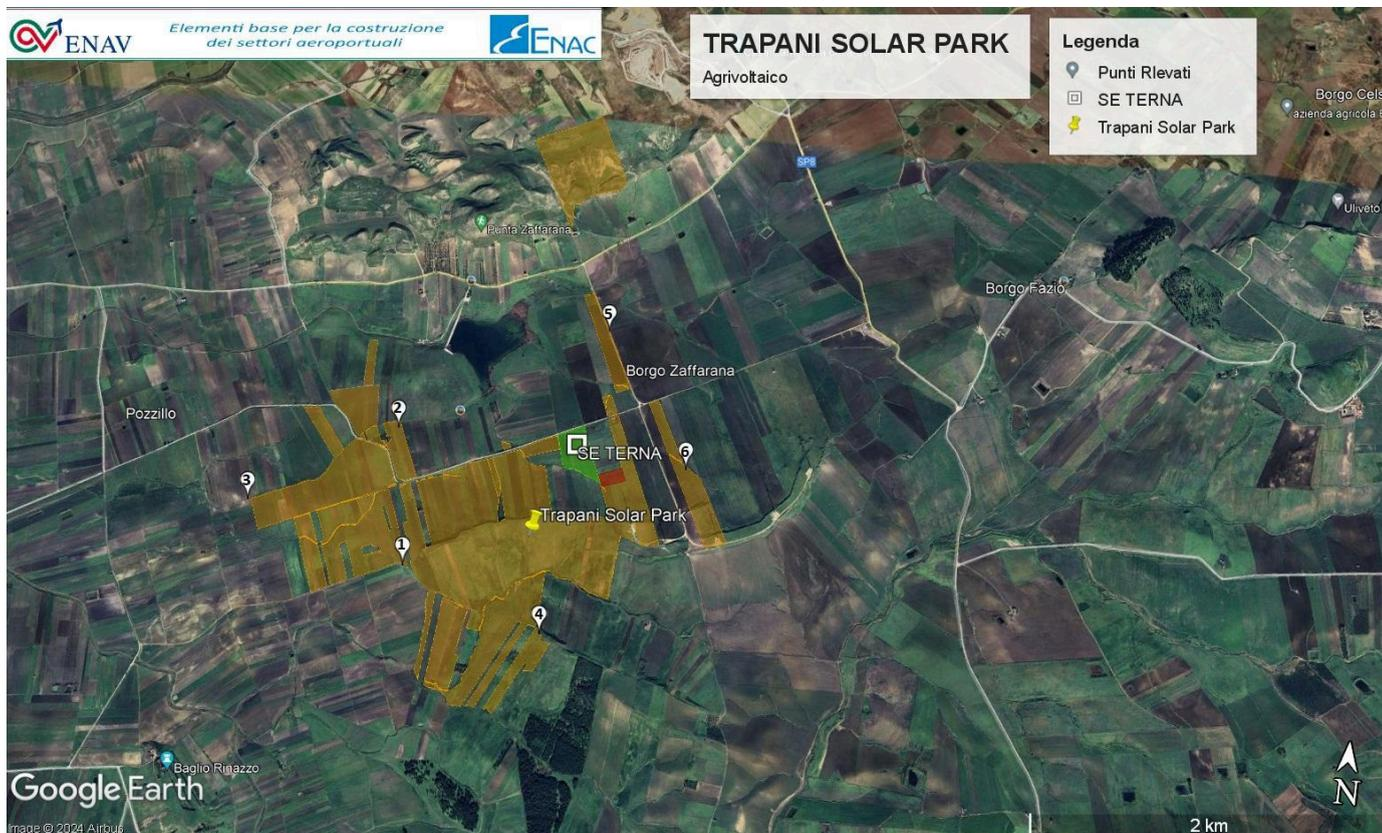 ENAV
Elementi base per la costruzione
dei settori aeroportuali
ENAC
TRAPANI SOLAR PARK
Agrivoltaico
Legenda
Punti RIevati
SE TERNA
Trapani Solar Park
Borgo Cels
azienda agricola
SP8
Uliveto
Punta Zaffarana
Borgo Fazio
5
Borgo Zaffarana
Pozzillo
2
SE TERNA
6
3
Trapani Solar Park
1
4
Baglio Rinazzo
Google Earth
Image © 2024 Airbus
N
2 km